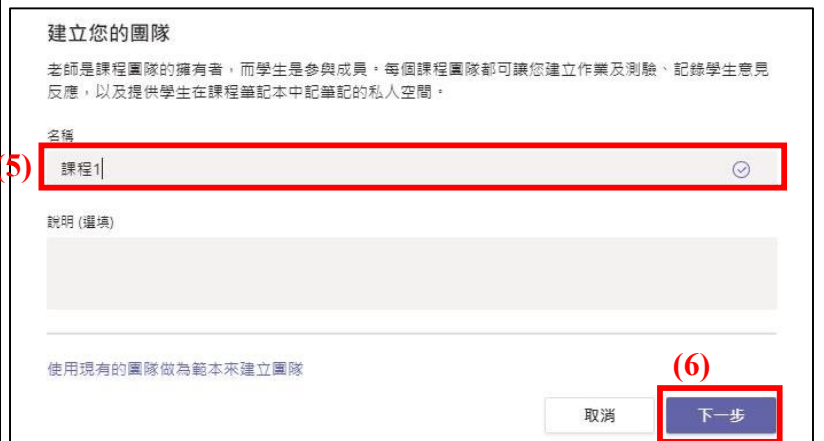 建立您的團隊
老師是課程團隊的擁有者，而學生是參與成員。每個課程團隊都可讓您建立作業及測驗、記錄學生意見
反應，以及提供學生在課程筆記本中記筆記的私人空間。
名稱
(5)
課程1
說明 (選填)
使用現有的團隊做為範本來建立團隊
(6)
取消
下一步